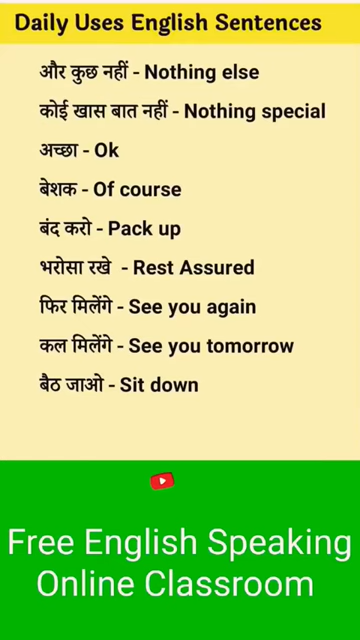 Daily Uses English Sentences
और कुछ नहीं - Nothing else
कोई खास बात नहीं - Nothing special
अच्छा - Ok
बेशक - Of course
बंद करो - Pack up
भरोसा रखे - Rest Assured
फिर मिलेंगे - See you again
कल मिलेंगे - See you tomorrow
बैठ जाओ - Sit down
Free English Speaking
Online Classroom